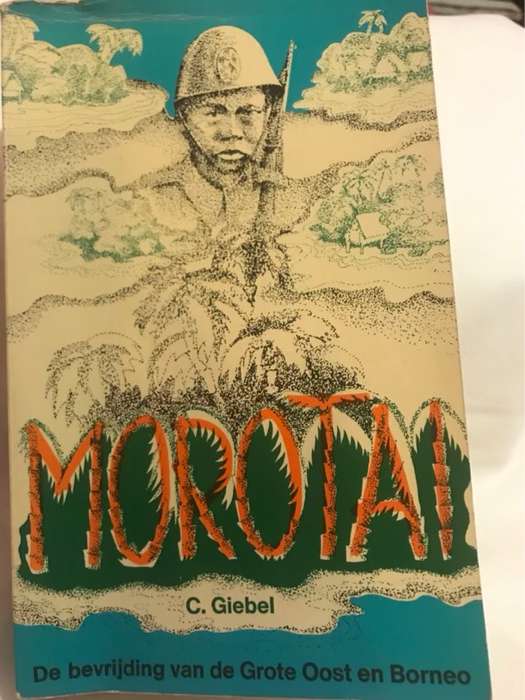 MOROTAI
C. Giebel
De bevrijding van de Grote Oost en Borneo